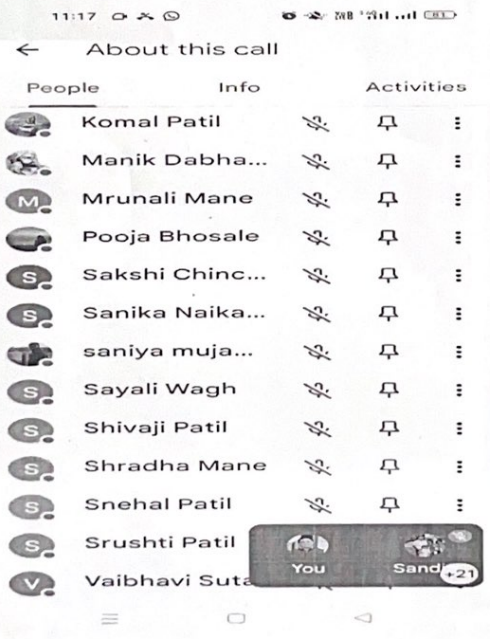 11:17
About this call
People Info Activities
Komal Patil
Manik Dabha...
M Mrunali Mane
Pooja Bhosale
S Sakshi Chinc...
S Sanika Naika...
saniya muja...
S Sayali Wagh
S Shivaji Patil
S Shradha Mane
S Snehal Patil
S Srushti Patil
V Vaibhavi Suta
You Sandi
+21